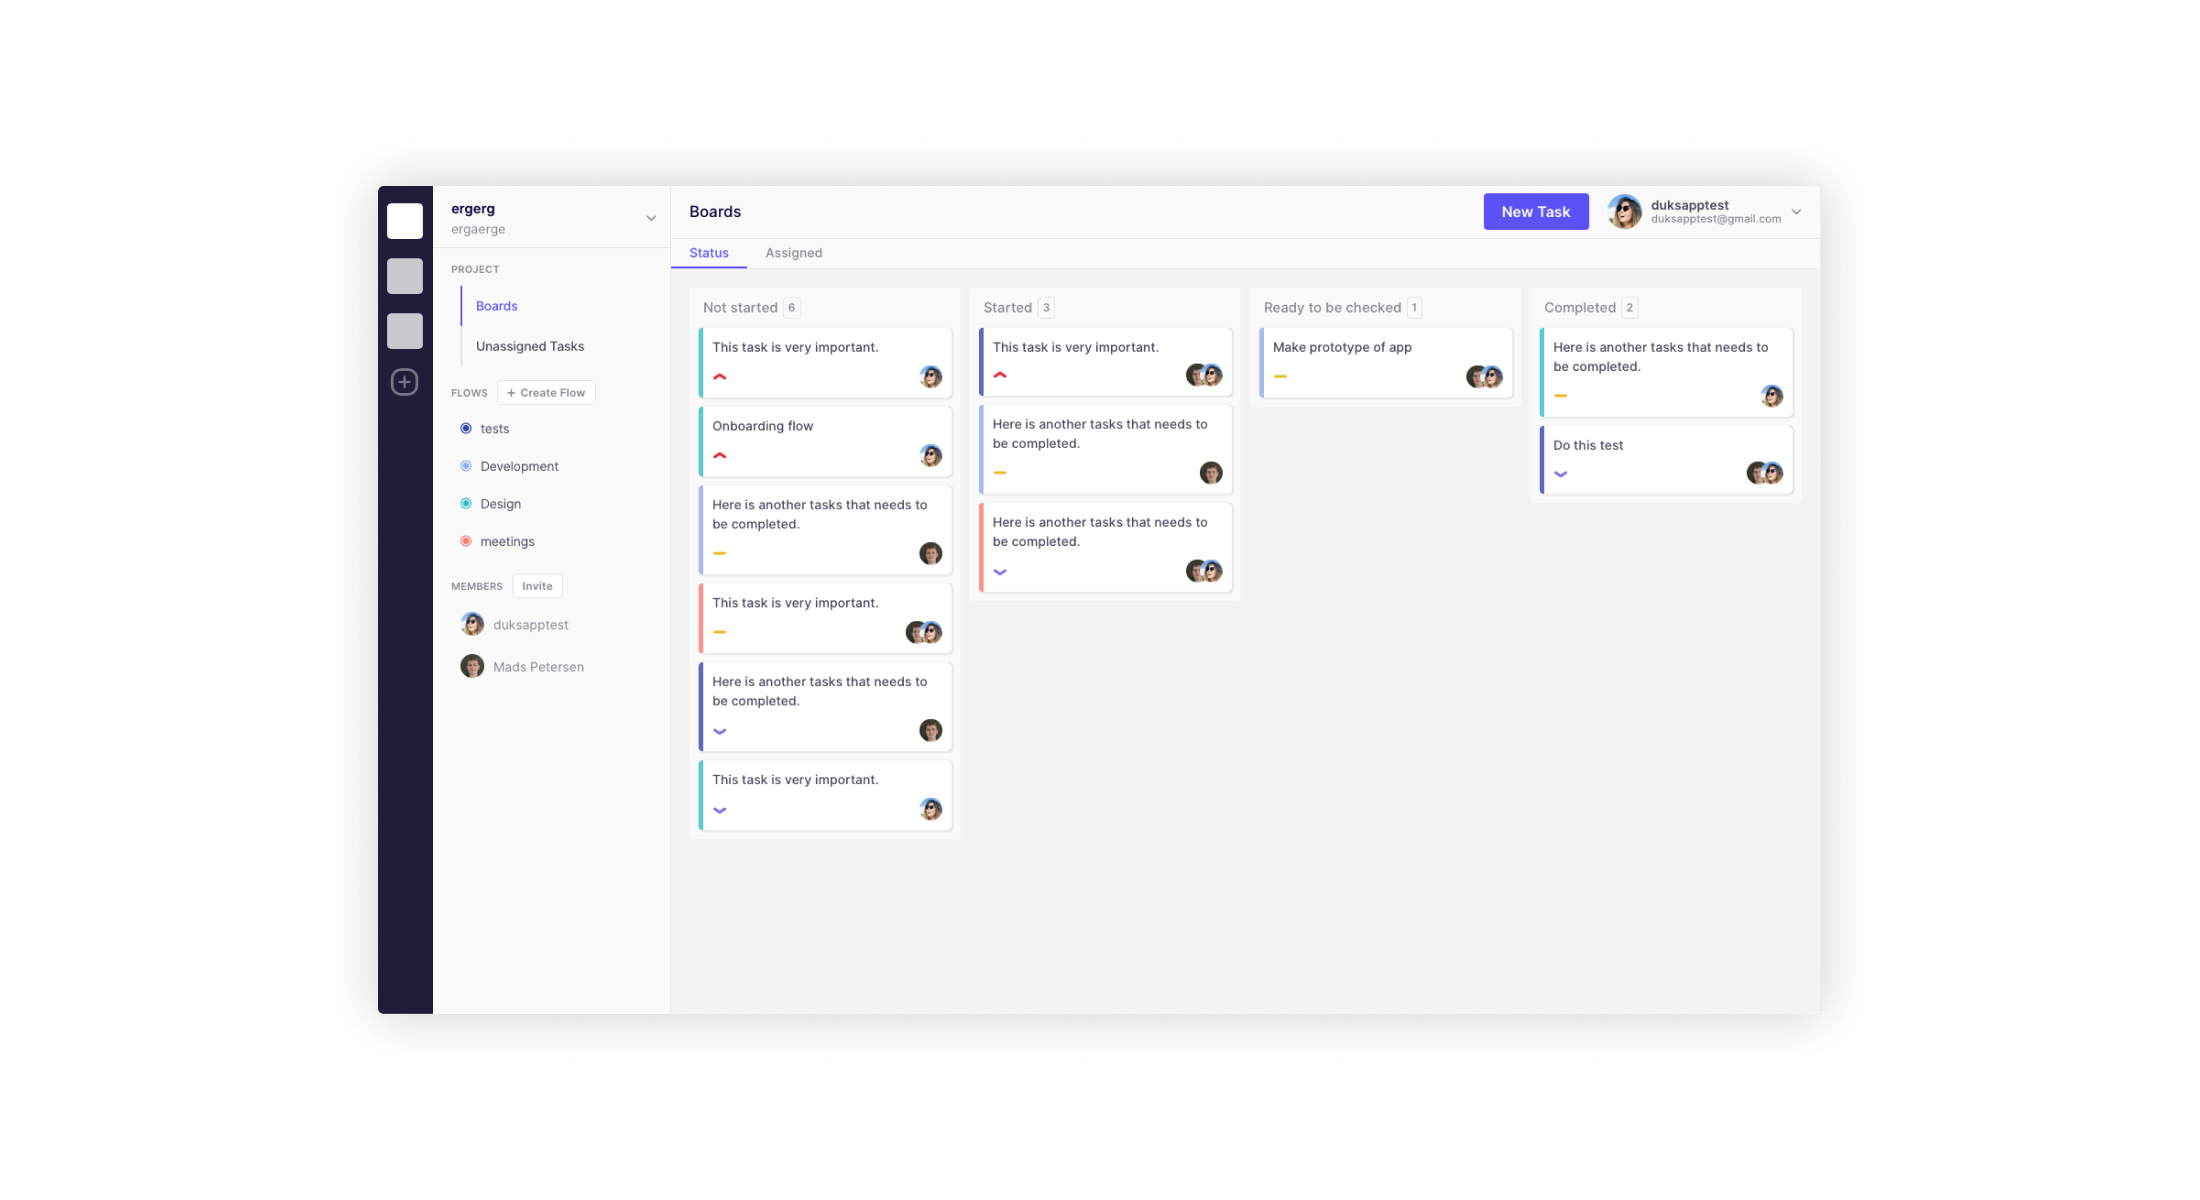 ergerg
ergaerge
PROJECT
Boards
Unassigned Tasks
FLOWS
+ Create Flow
tests
Development
Design
meetings
MEMBERS
Invite
duksapptest
Mads Petersen
Boards
New Task
duksapptest
duksapptest@gmail.com
Status
Assigned
Not started 6
This task is very important.
Onboarding flow
Here is another tasks that needs to
be completed.
This task is very important.
Here is another tasks that needs to
be completed.
This task is very important.
Started 3
This task is very important.
Here is another tasks that needs to
be completed.
Here is another tasks that needs to
be completed.
Ready to be checked 1
Make prototype of app
Completed 2
Here is another tasks that needs to
be completed.
Do this test